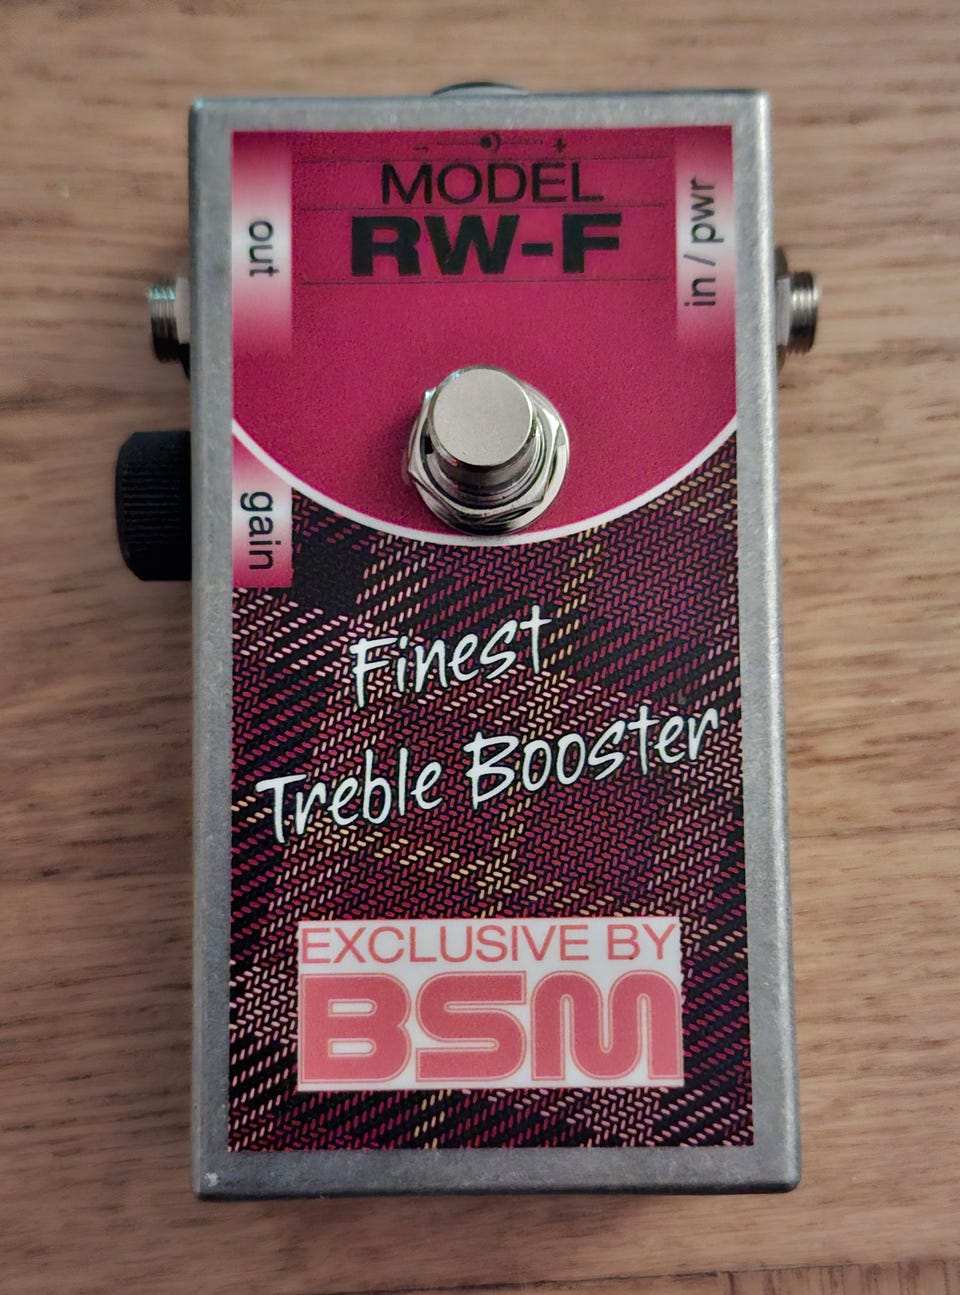 - +
MODEL
RW-F
out
in / pwr
gain
Finest
Treble Booster
EXCLUSIVE BY
BSM